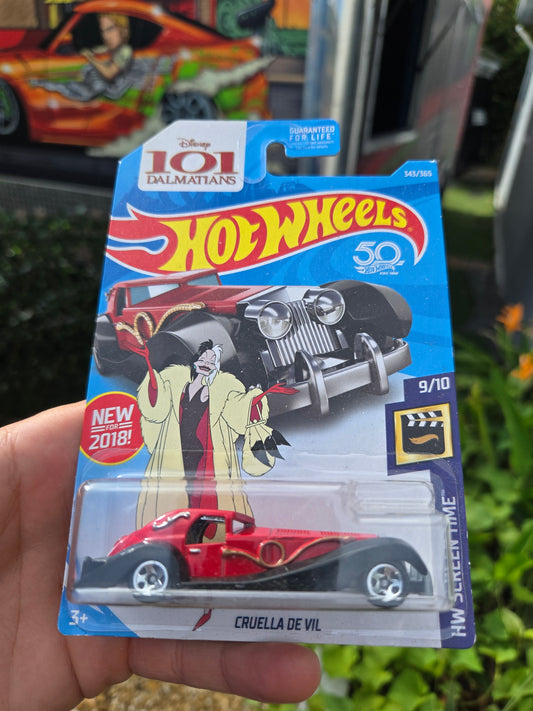 Disney
101
DALMATIANS
GUARANTEED
FOR LIFE
343/365
HOT WHEELS
50
9/10
NEW
FOR
2018!
HW SCREEN TIME™
3+
CRUELLA DE VIL